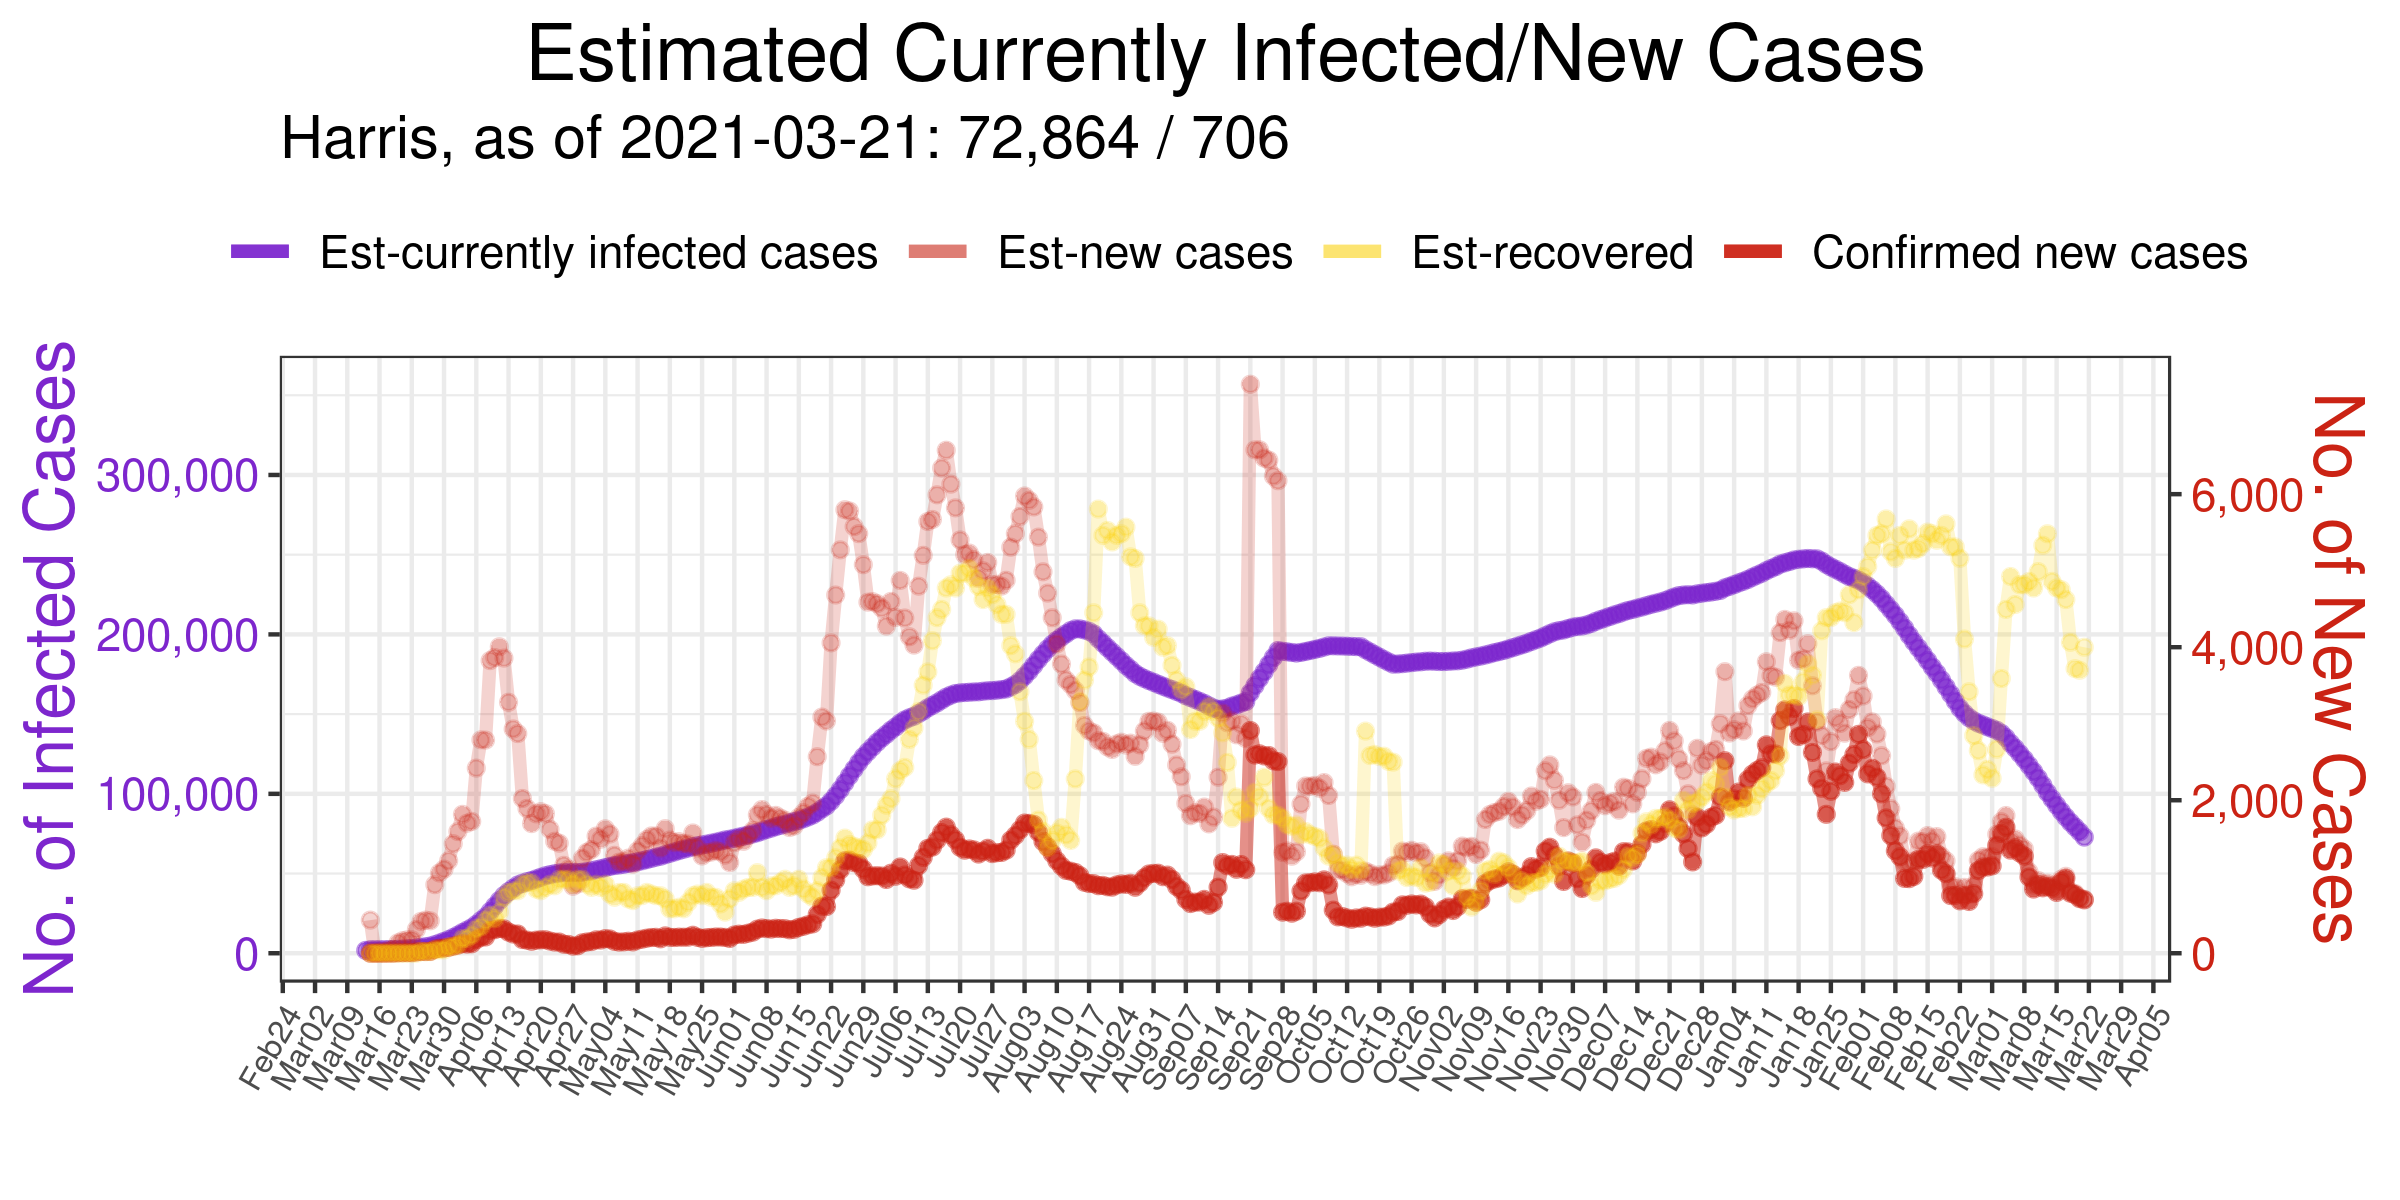 Estimated Currently Infected/New Cases
Harris, as of 2021-03-21: 72,864 / 706
Est-currently infected cases Est-new cases Est-recovered Confirmed new cases
No. of Infected Cases
300,000
200,000
100,000
0
6,000
4,000
2,000
0
No. of New Cases
Feb24 Mar02 Mar09 Mar16 Mar23 Mar30 Apr06 Apr13 Apr20 Apr27 May04 May11 May18 May25 Jun01 Jun08 Jun15 Jun22 Jun29 Jul06 Jul13 Jul20 Jul27 Aug03 Aug10 Aug17 Aug24 Aug31 Sep07 Sep14 Sep21 Sep28 Oct05 Oct12 Oct19 Oct26 Nov02 Nov09 Nov16 Nov23 Nov30 Dec07 Dec14 Dec21 Dec28 Jan04 Jan11 Jan18 Jan25 Feb01 Feb08 Feb15 Feb22 Mar01 Mar08 Mar15 Mar22 Mar29 Apr05